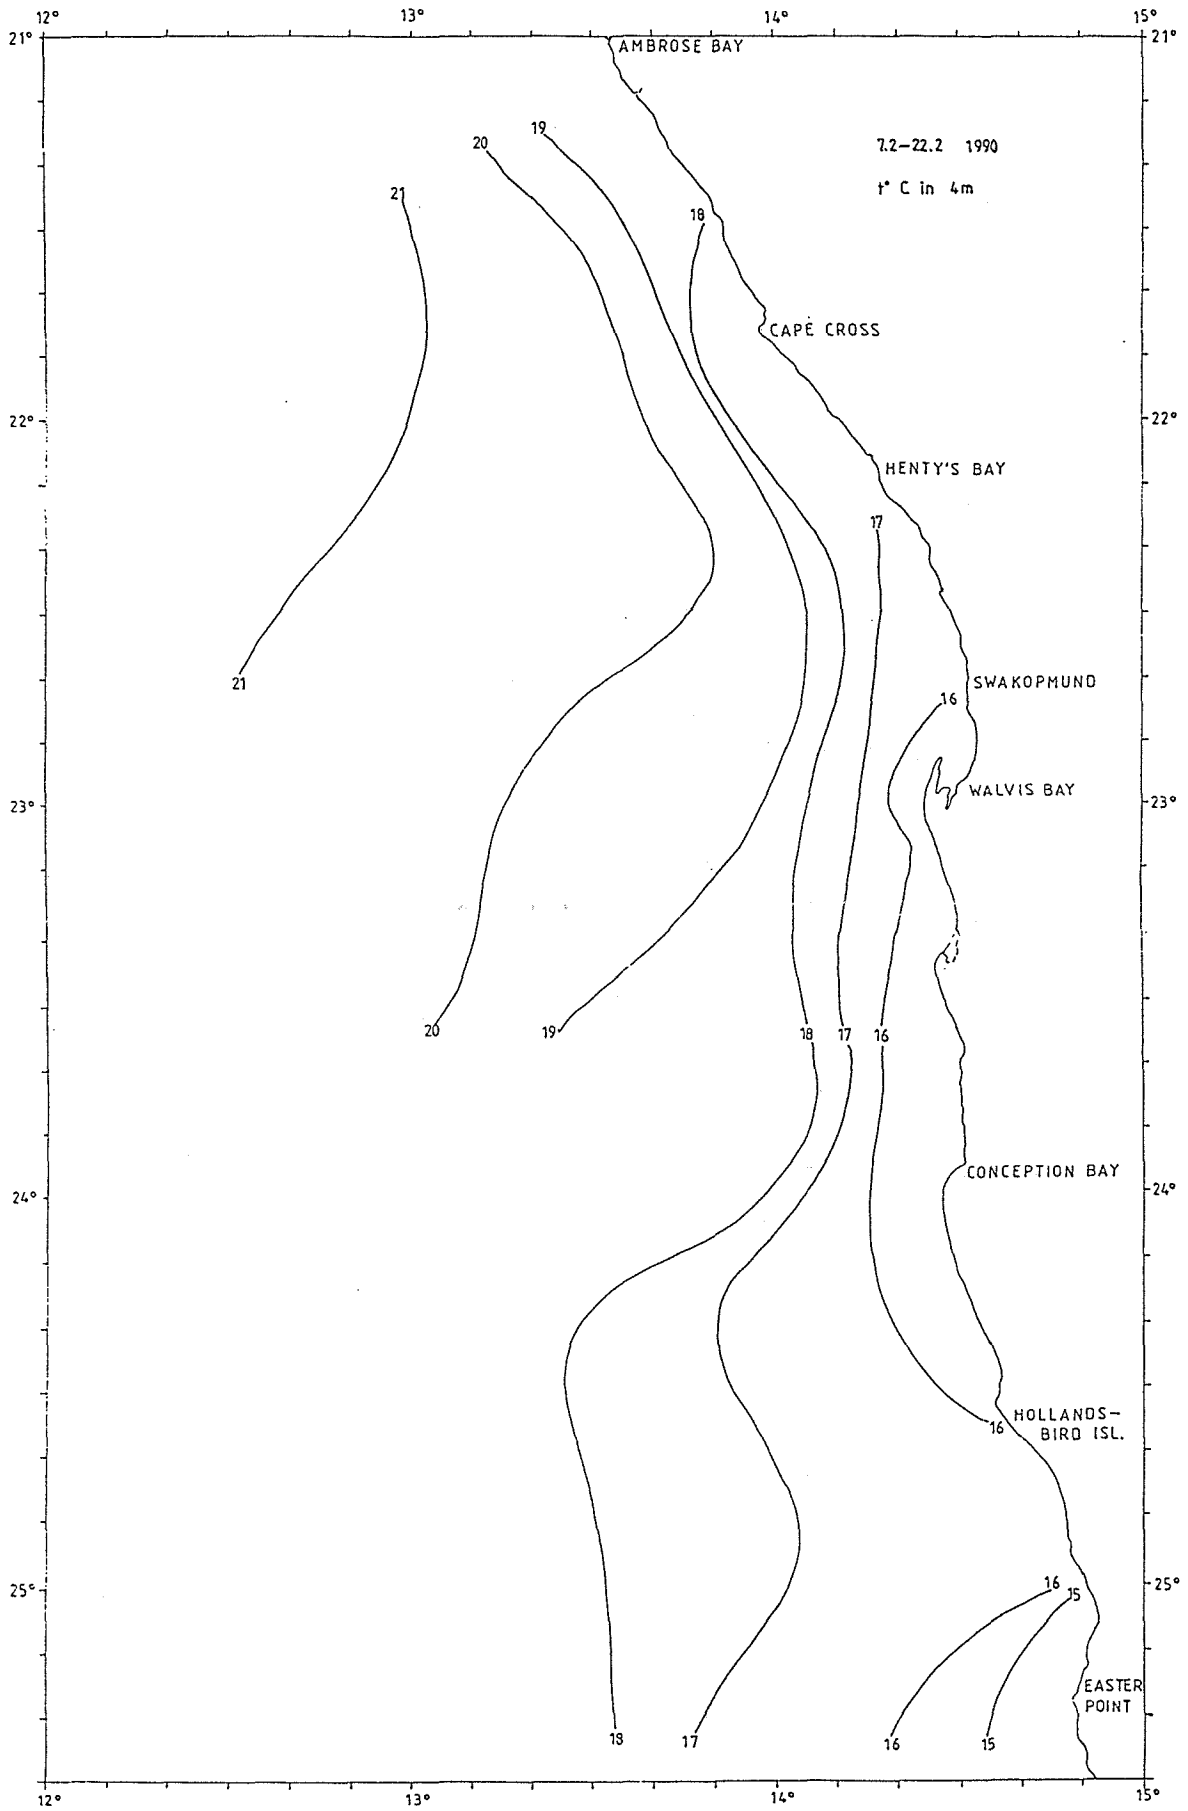 12° 13° 14° 15°
21° 21°
AMBROSE BAY
19
7.2–22.2 1990
20
t° C in 4m
21
18
CAPE CROSS
22° 22°
HENTY'S BAY
17
21
SWAKOPMUND
16
WALVIS BAY
23° 23°
20 19 18 17 16
CONCEPTION BAY
24° 24°
HOLLANDS–
BIRD ISL.
16
25° 25°
16 15
EASTER
POINT
18 17 16 15
12° 13° 14° 15°